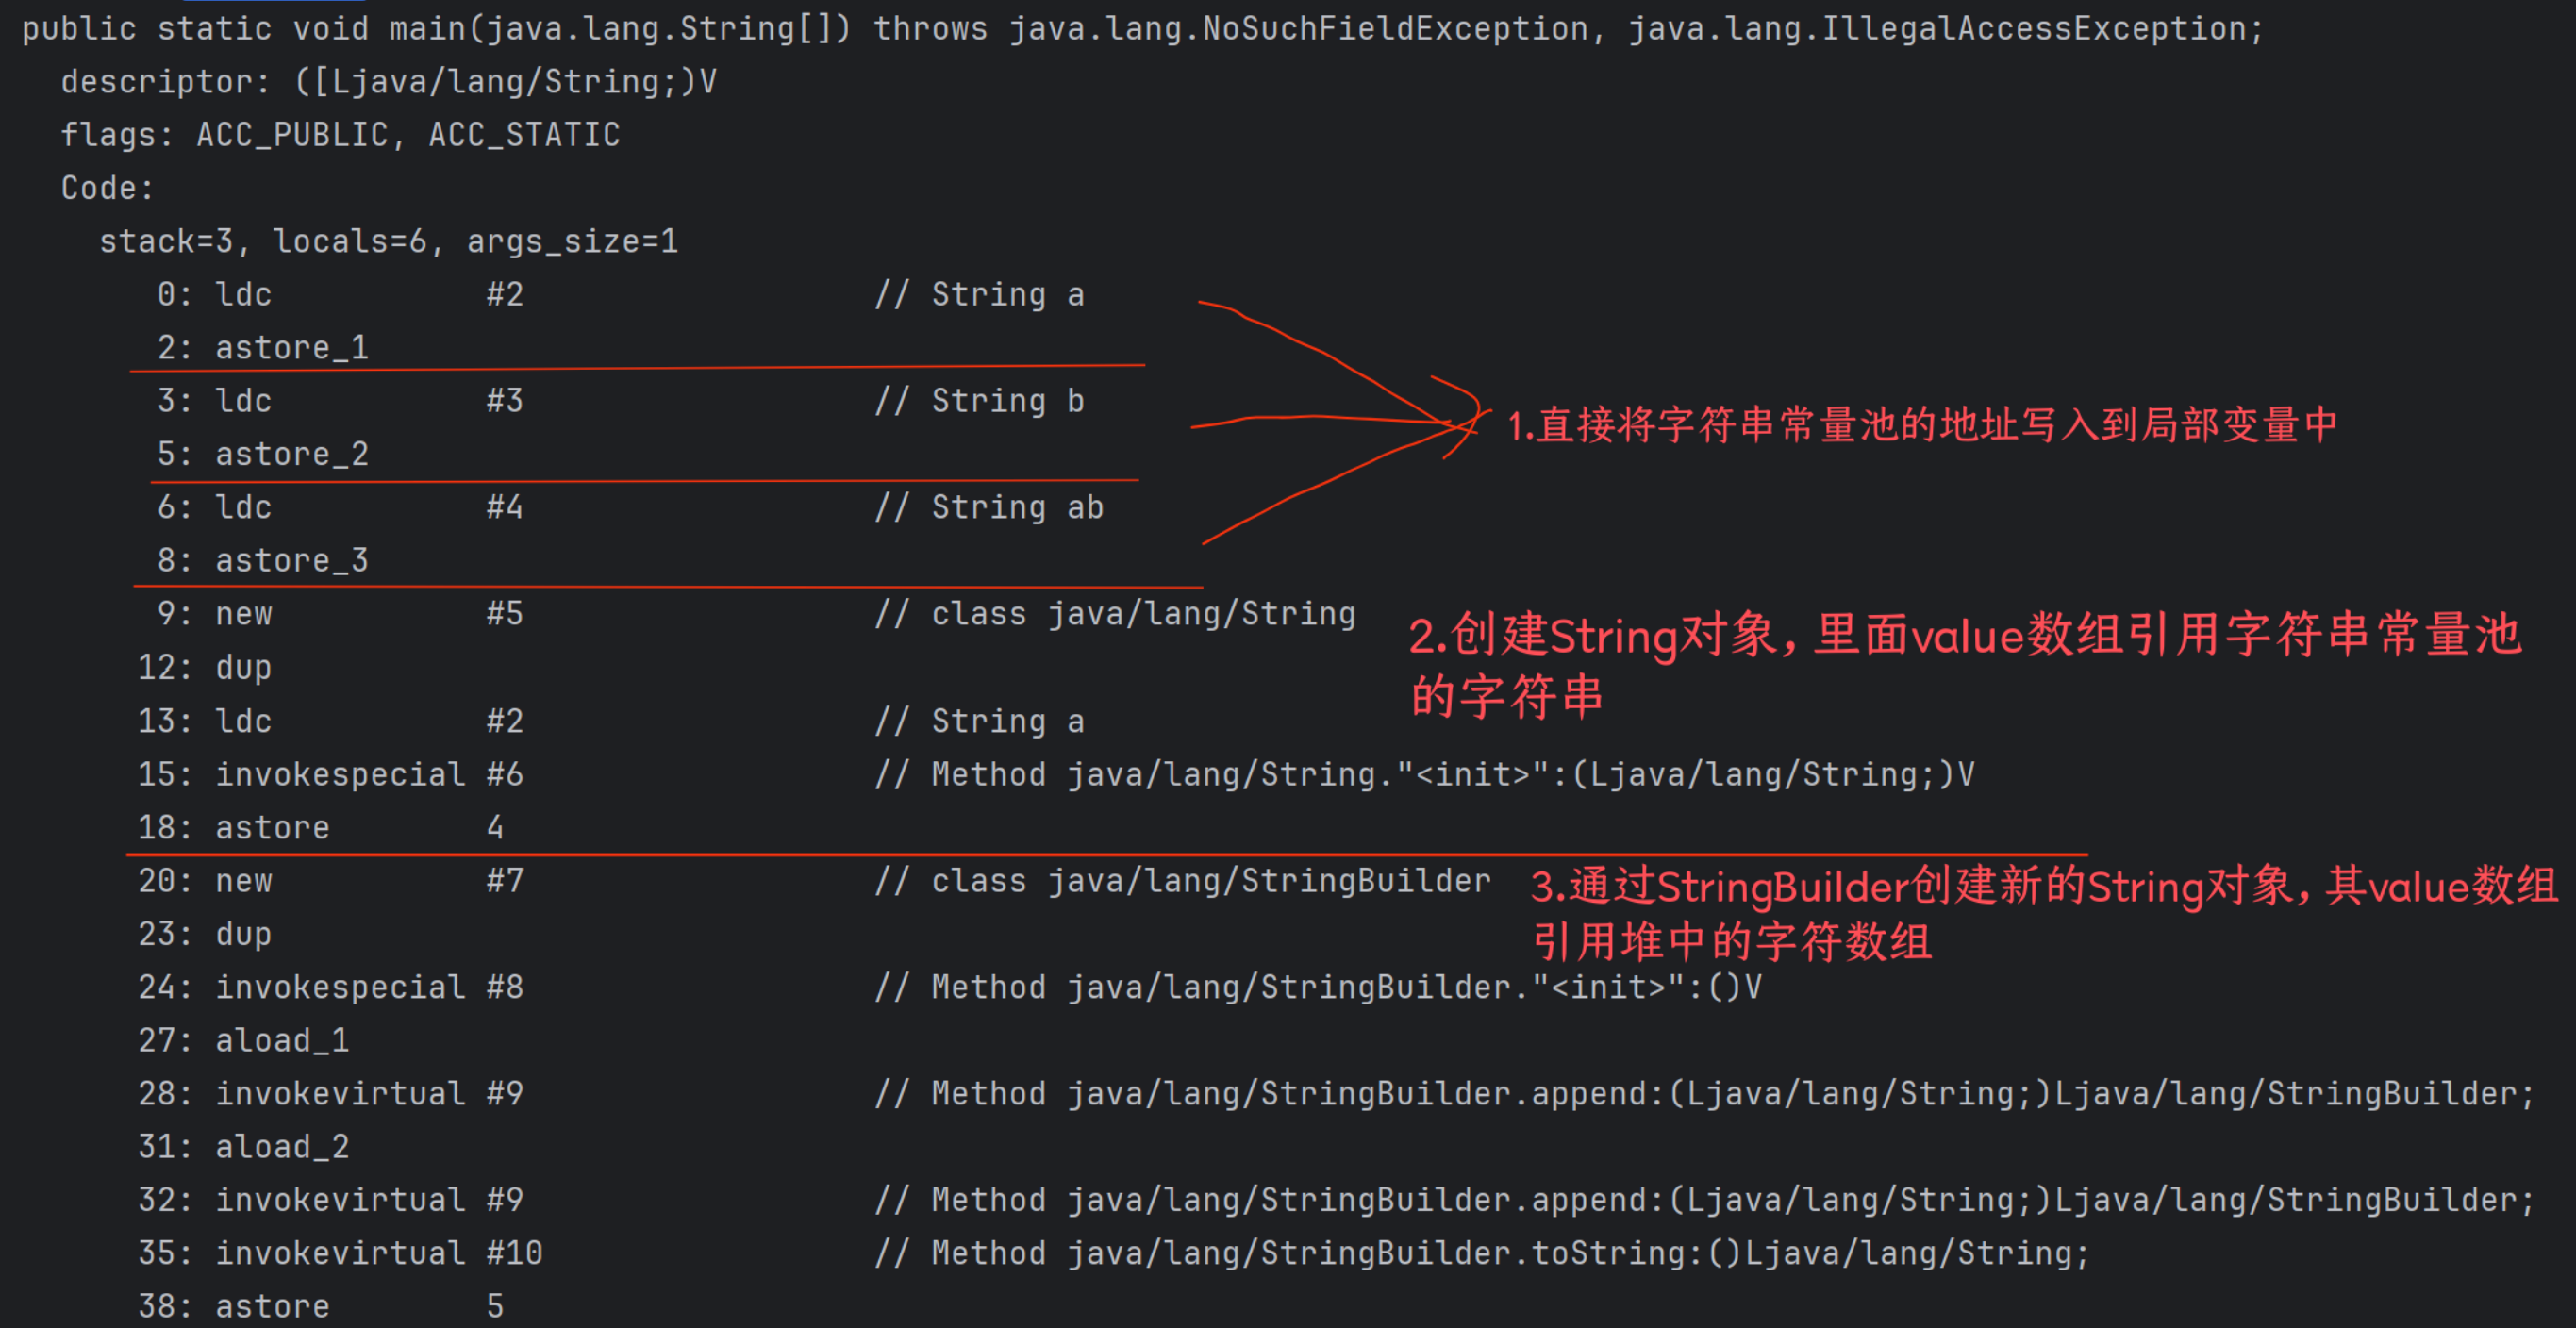 public static void main(java.lang.String[]) throws java.lang.NoSuchFieldException, java.lang.IllegalAccessException;
descriptor: ([Ljava/lang/String;)V
flags: ACC_PUBLIC, ACC_STATIC
Code:
stack=3, locals=6, args_size=1
0: ldc #2 // String a
2: astore_1
3: ldc #3 // String b
1.直接将字符串常量池的地址写入到局部变量中
5: astore_2
6: ldc #4 // String ab
8: astore_3
9: new #5 // class java/lang/String
2.创建String对象，里面value数组引用字符串常量池
12: dup
的字符串
13: ldc #2 // String a
15: invokespecial #6 // Method java/lang/String."<init>":(Ljava/lang/String;)V
18: astore 4
20: new #7 // class java/lang/StringBuilder
3.通过StringBuilder创建新的String对象，其value数组
23: dup
引用堆中的字符数组
24: invokespecial #8 // Method java/lang/StringBuilder."<init>":()V
27: aload_1
28: invokevirtual #9 // Method java/lang/StringBuilder.append:(Ljava/lang/String;)Ljava/lang/StringBuilder;
31: aload_2
32: invokevirtual #9 // Method java/lang/StringBuilder.append:(Ljava/lang/String;)Ljava/lang/StringBuilder;
35: invokevirtual #10 // Method java/lang/StringBuilder.toString:()Ljava/lang/String;
38: astore 5